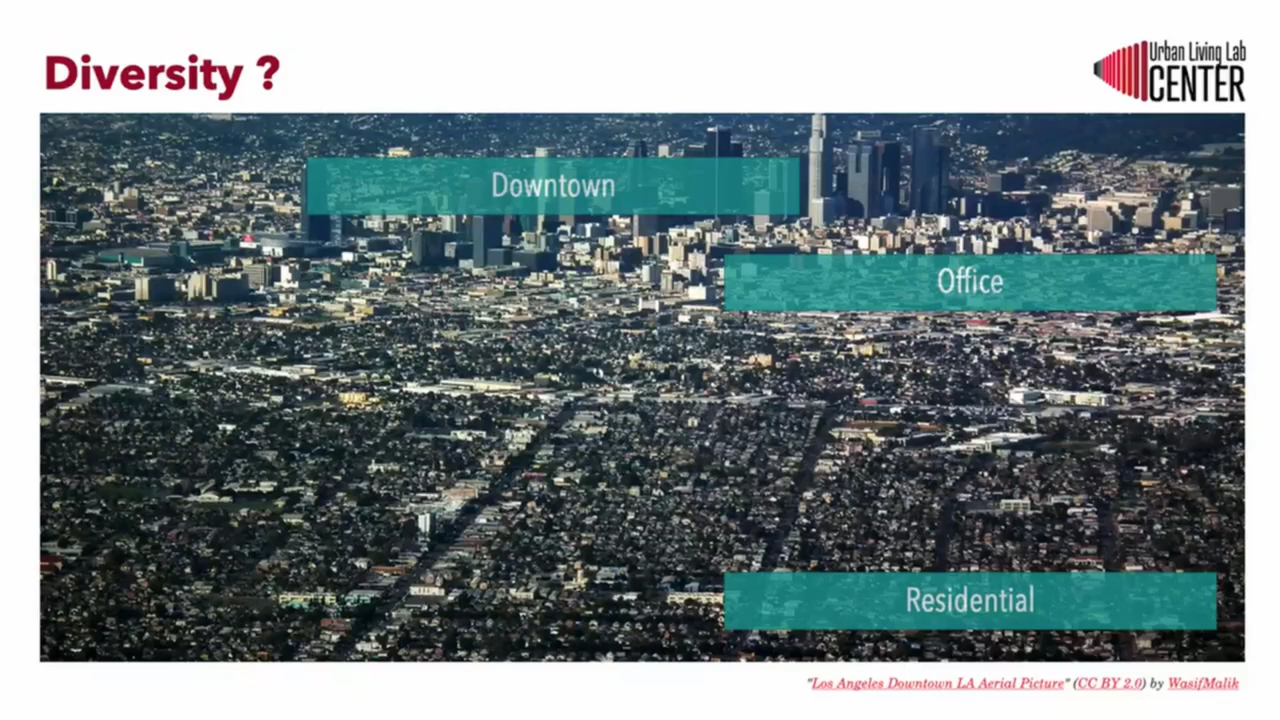 Diversity ?
Urban Living Lab
CENTER
Downtown
Office
Residential
"Los Angeles Downtown LA Aerial Picture" (CC BY 2.0) by WasifMalik